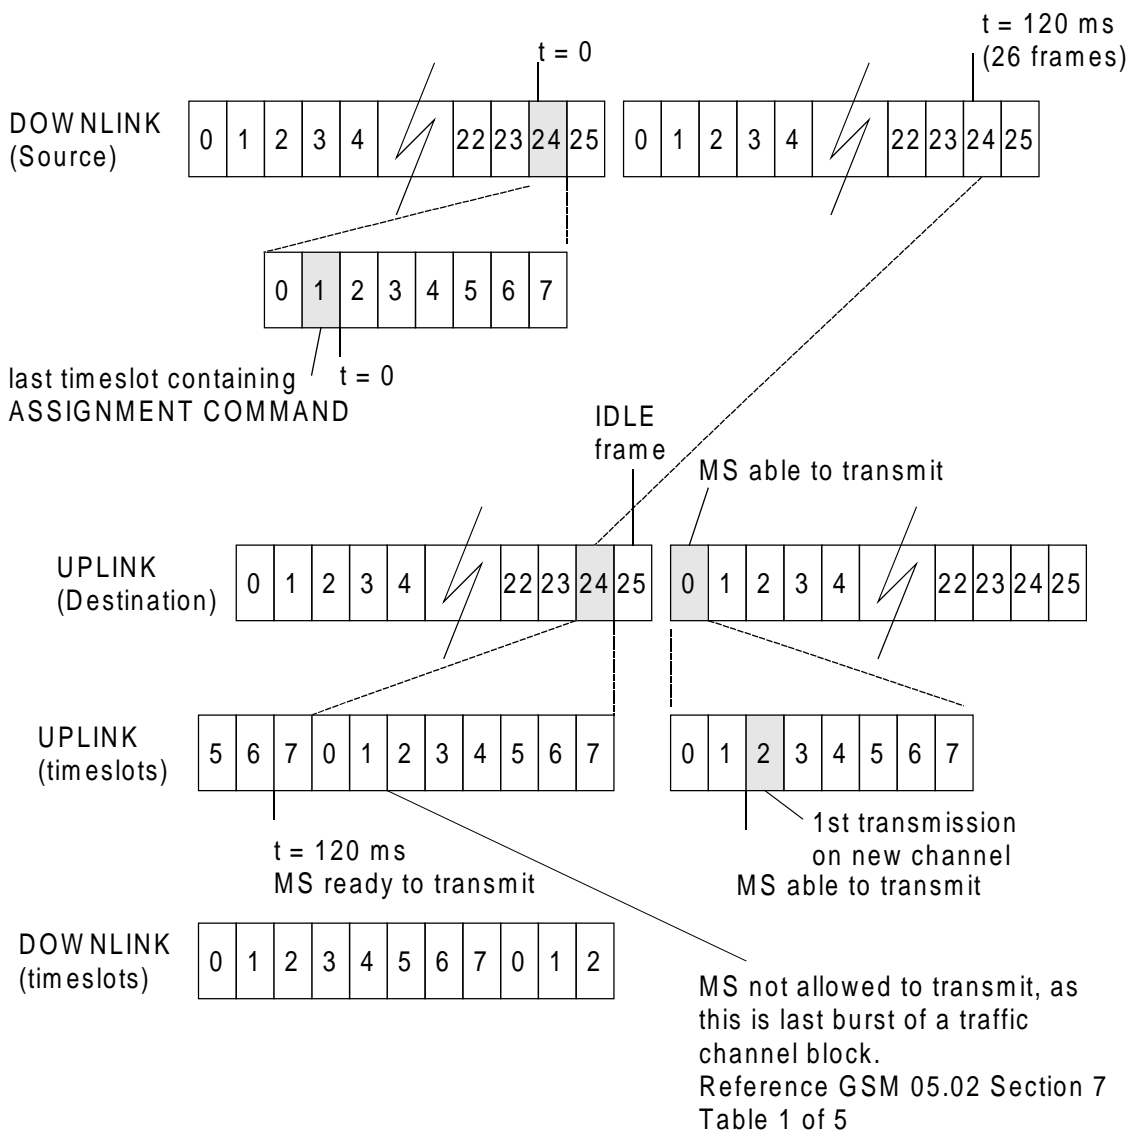 t = 120 ms
(26 frames)
t = 0
DOWNLINK
(Source)
0 1 2 3 4 22 23 24 25 0 1 2 3 4 22 23 24 25
0 1 2 3 4 5 6 7
last timeslot containing
ASSIGNMENT COMMAND
t = 0
IDLE
frame
MS able to transmit
UPLINK
(Destination)
0 1 2 3 4 22 23 24 25 0 1 2 3 4 22 23 24 25
UPLINK
(timeslots)
5 6 7 0 1 2 3 4 5 6 7 0 1 2 3 4 5 6 7
t = 120 ms
MS ready to transmit
1st transmission
on new channel
MS able to transmit
DOWNLINK
(timeslots)
0 1 2 3 4 5 6 7 0 1 2
MS not allowed to transmit, as
this is last burst of a traffic
channel block.
Reference GSM 05.02 Section 7
Table 1 of 5